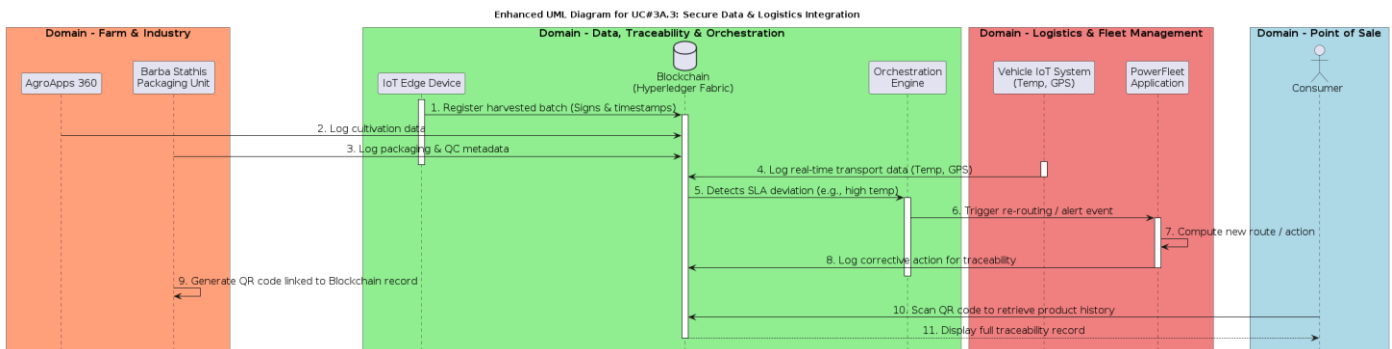 Enhanced UML Diagram for UC#3A.3: Secure Data & Logistics Integration
Domain - Farm & Industry
Domain - Data, Traceability & Orchestration
Domain - Logistics & Fleet Management
Domain - Point of Sale
AgroApps 360
Barba Stathis
Packaging Unit
IoT Edge Device
Blockchain
(Hyperledger Fabric)
Orchestration
Engine
Vehicle IoT System
(Temp, GPS)
PowerFleet
Application
Consumer
1. Register harvested batch (Signs & timestamps)
2. Log cultivation data
3. Log packaging & QC metadata
4. Log real-time transport data (Temp, GPS)
5. Detects SLA deviation (e.g., high temp)
6. Trigger re-routing / alert event
7. Compute new route / action
8. Log corrective action for traceability
9. Generate QR code linked to Blockchain record
10. Scan QR code to retrieve product history
11. Display full traceability record